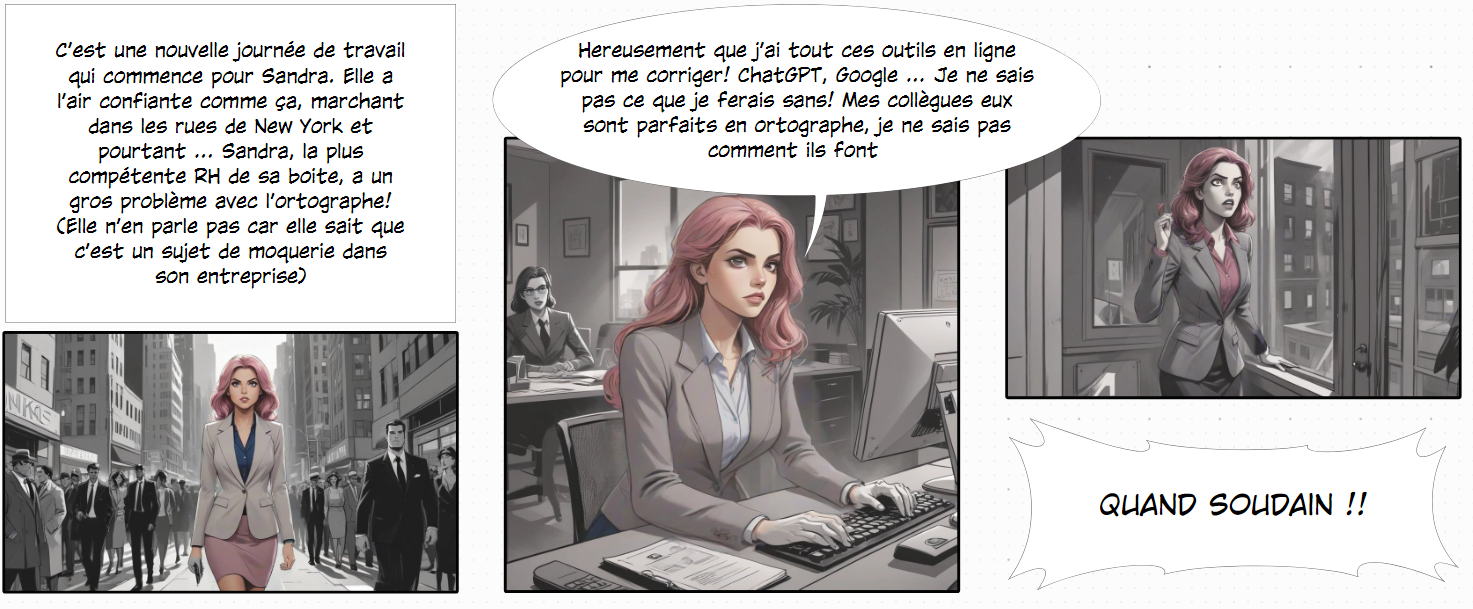 C'est une nouvelle journée de travail
qui commence pour Sandra. Elle a
l'air confiante comme ça, marchant
dans les rues de New York et
pourtant ... Sandra, la plus
compétente RH de sa boite, a un
gros problème avec l'ortographe!
(Elle n'en parle pas car elle sait que
c'est un sujet de moquerie dans
son entreprise)
Hereusement que j'ai tout ces outils en ligne
pour me corriger! ChatGPT, Google ... Je ne sais
pas ce que je ferais sans! Mes collègues eux
sont parfaits en ortographe, je ne sais pas
comment ils font
QUAND SOUDAIN !!